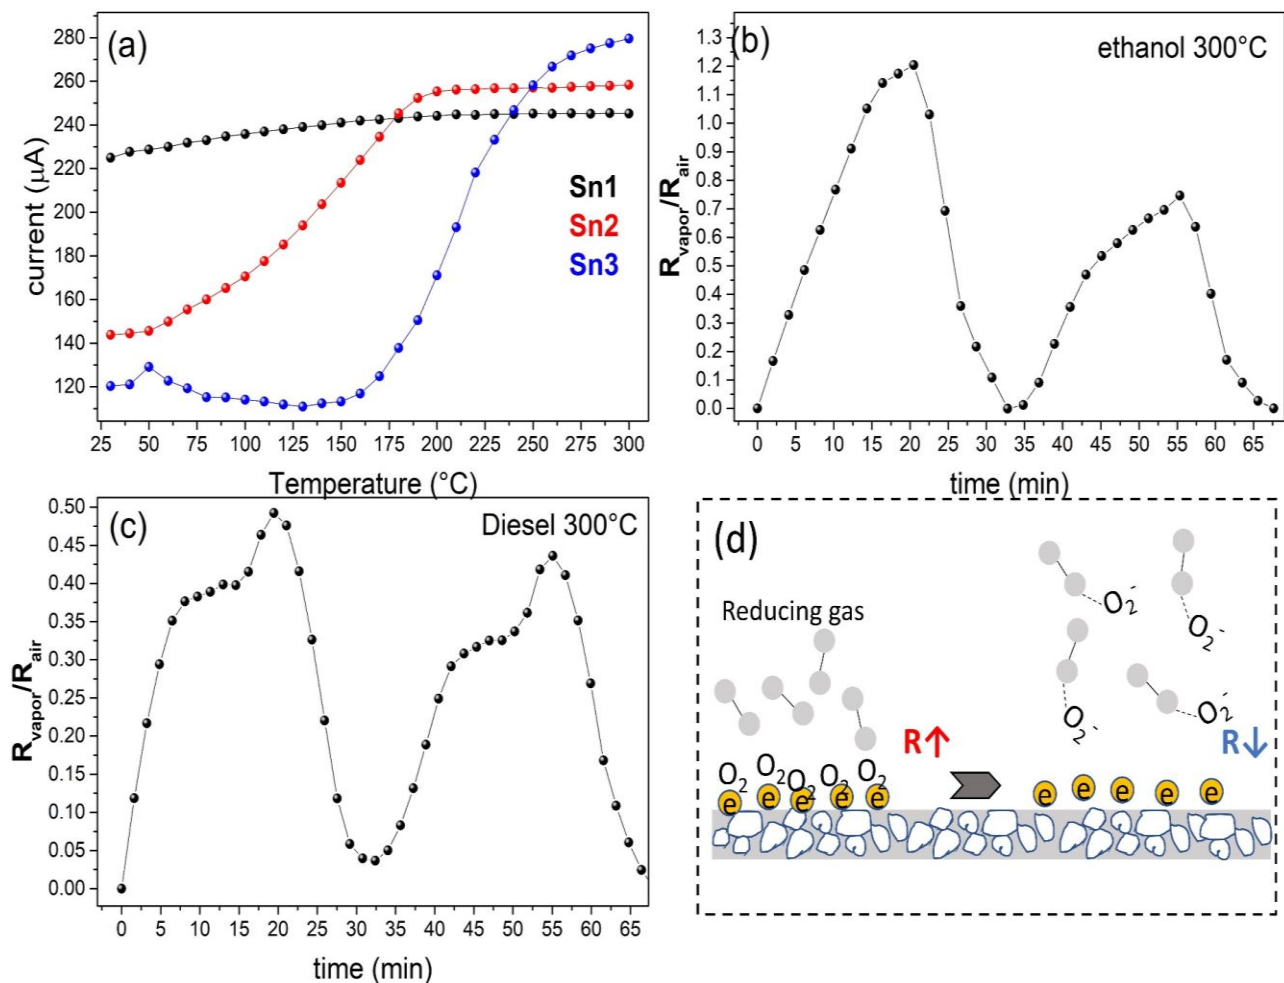 (a)
280
260
240
220
200
180
160
140
120
current (μA)
Sn1
Sn2
Sn3
25 50 75 100 125 150 175 200 225 250 275 300
Temperature (°C)
(b)
ethanol 300°C
1.3
1.2
1.1
1.0
0.9
0.8
0.7
0.6
0.5
0.4
0.3
0.2
0.1
0.0
Rvapor/Rair
0 5 10 15 20 25 30 35 40 45 50 55 60 65
time (min)
(c)
Diesel 300°C
0.50
0.45
0.40
0.35
0.30
0.25
0.20
0.15
0.10
0.05
0.00
Rvapor/Rair
0 5 10 15 20 25 30 35 40 45 50 55 60 65
time (min)
(d)
Reducing gas
O2-
O2-
O2-
O2-
R↑
R↓
O2 O2 O2 O2 O2
e e e e e
e e e e e